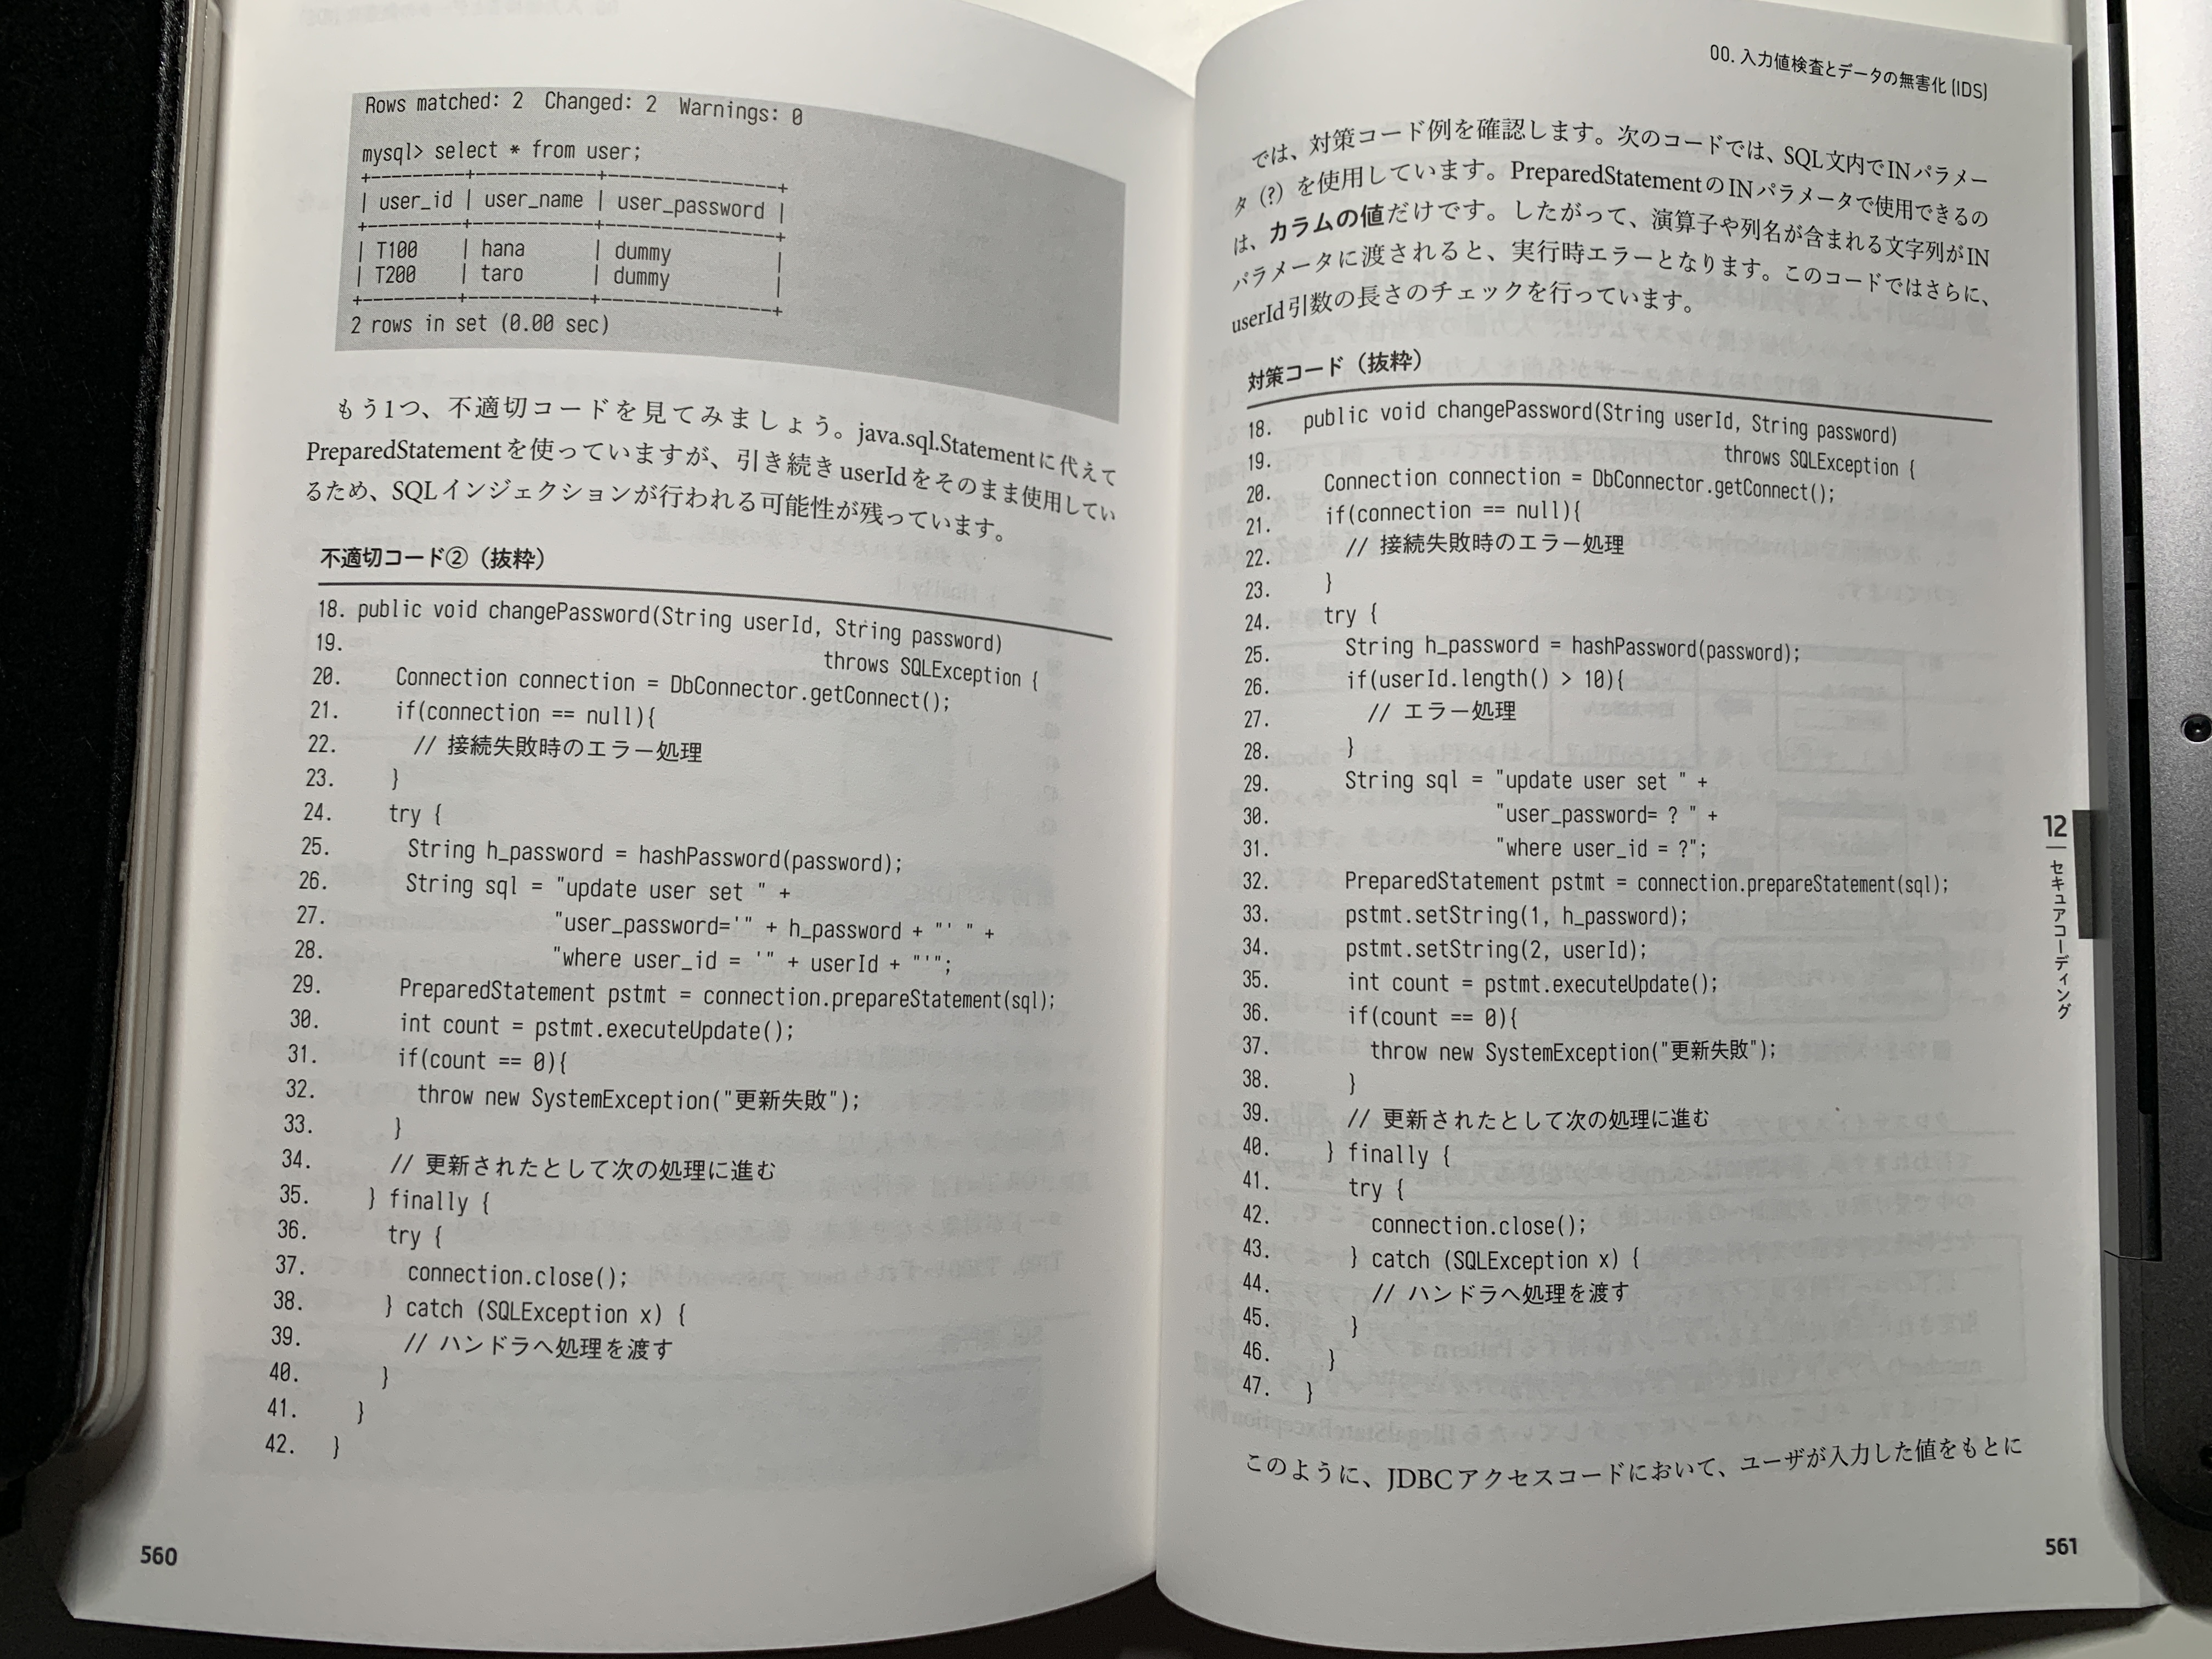 Rows matched: 2  Changed: 2  Warnings: 0
mysql> select * from user;
+---------+-----------+---------------+
| user_id | user_name | user_password |
+---------+-----------+---------------+
| T100    | hana      | dummy         |
| T200    | taro      | dummy         |
+---------+-----------+---------------+
2 rows in set (0.00 sec)
もう1つ、不適切コードを見てみましょう。java.sql.Statementに代えて
PreparedStatementを使っていますが、引き続きuserIdをそのまま使用してい
るため、SQLインジェクションが行われる可能性が残っています。
不適切コード②（抜粋）
18. public void changePassword(String userId, String password)
19. throws SQLException {
20. Connection connection = DbConnector.getConnect();
21. if(connection == null){
22. // 接続失敗時のエラー処理
23. }
24. try {
25. String h_password = hashPassword(password);
26. String sql = "update user set " +
27. "user_password='" + h_password + "' " +
28. "where user_id = '" + userId + "'";
29. PreparedStatement pstmt = connection.prepareStatement(sql);
30. int count = pstmt.executeUpdate();
31. if(count == 0){
32. throw new SystemException("更新失敗");
33. }
34. // 更新されたとして次の処理に進む
35. } finally {
36. try {
37. connection.close();
38. } catch (SQLException x) {
39. // ハンドラへ処理を渡す
40. }
41. }
42. }
560
00. 入力値検査とデータの無害化 (IDS)
では、対策コード例を確認します。次のコードでは、SQL文内でINパラメー
タ（?）を使用しています。PreparedStatementのINパラメータで使用できるの
は、カラムの値だけです。したがって、演算子や列名が含まれる文字列がIN
パラメータに渡されると、実行時エラーとなります。このコードではさらに、
userId引数の長さのチェックを行っています。
対策コード（抜粋）
18. public void changePassword(String userId, String password)
19. throws SQLException {
20. Connection connection = DbConnector.getConnect();
21. if(connection == null){
22. // 接続失敗時のエラー処理
23. }
24. try {
25. String h_password = hashPassword(password);
26. if(userId.length() > 10){
27. // エラー処理
28. }
29. String sql = "update user set " +
30. "user_password= ? " +
31. "where user_id = ?";
32. PreparedStatement pstmt = connection.prepareStatement(sql);
33. pstmt.setString(1, h_password);
34. pstmt.setString(2, userId);
35. int count = pstmt.executeUpdate();
36. if(count == 0){
37. throw new SystemException("更新失敗");
38. }
39. // 更新されたとして次の処理に進む
40. } finally {
41. try {
42. connection.close();
43. } catch (SQLException x) {
44. // ハンドラへ処理を渡す
45. }
46. }
47. }
このように、JDBCアクセスコードにおいて、ユーザが入力した値をもとに
12
セキュアコーディング
561